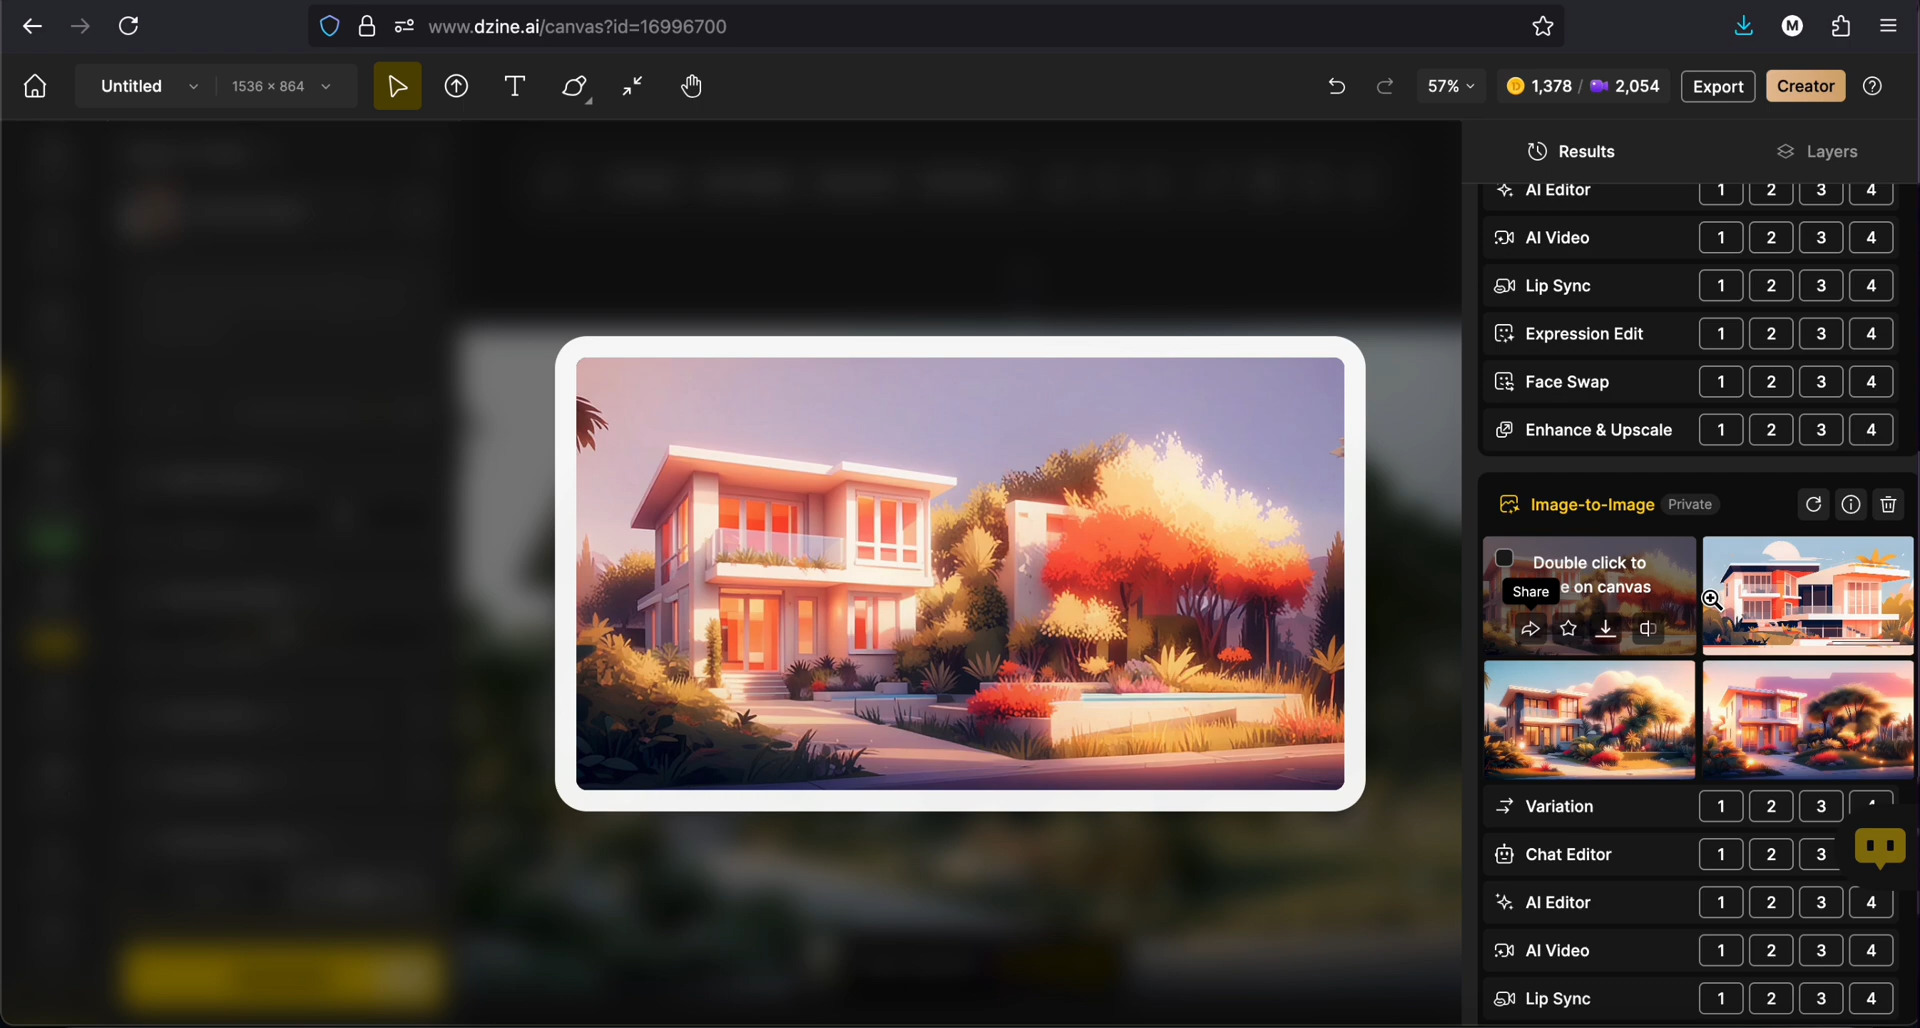 www.dzine.ai/canvas?id=16996700
M
Untitled
1536 × 864
T
57%
1,378 / 2,054
Export
Creator
Results
Layers
AI Editor 1 2 3 4
AI Video 1 2 3 4
Lip Sync 1 2 3 4
Expression Edit 1 2 3 4
Face Swap 1 2 3 4
Enhance & Upscale 1 2 3 4
Image-to-Image Private
Double click to
e on canvas
Share
Variation 1 2 3 4
Chat Editor 1 2 3
AI Editor 1 2 3 4
AI Video 1 2 3 4
Lip Sync 1 2 3 4